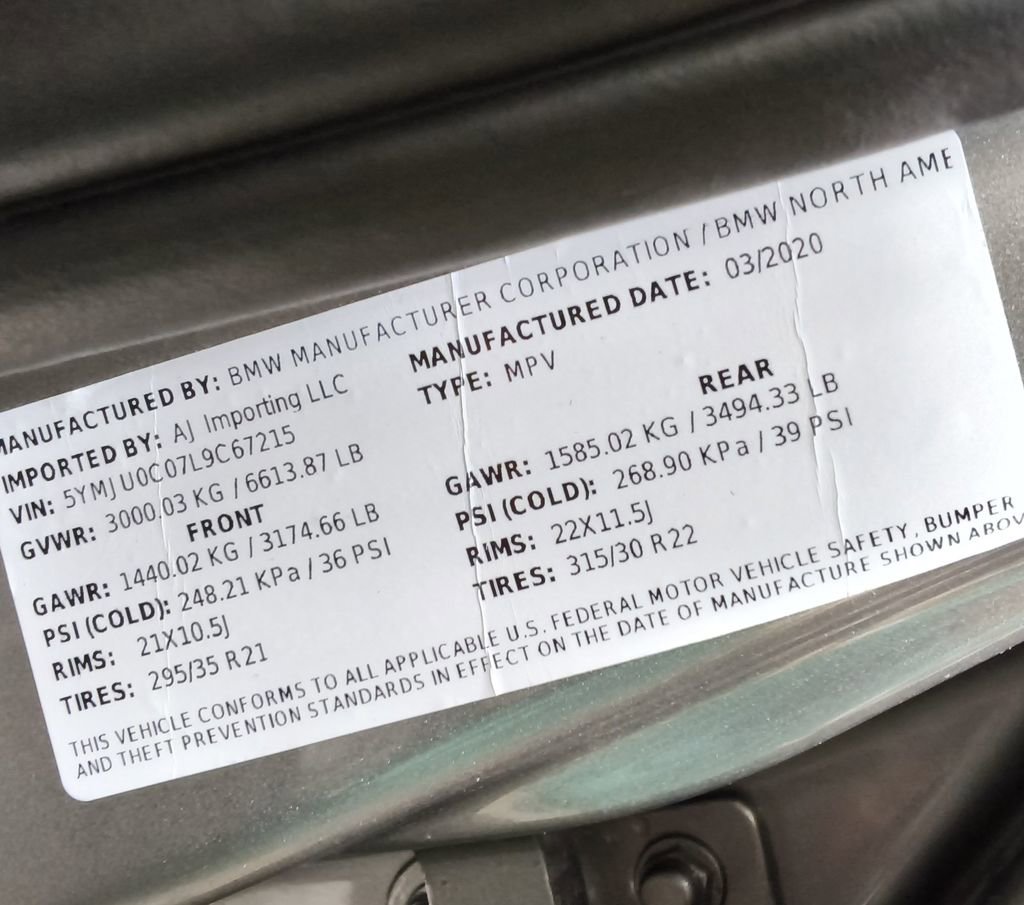 MANUFACTURED BY: BMW MANUFACTURER CORPORATION / BMW NORTH AME
IMPORTED BY: AJ Importing LLC MANUFACTURED DATE: 03/2020
VIN: 5YMJU0C07L9C67215 TYPE: MPV
GVWR: 3000.03 KG / 6613.87 LB
FRONT REAR
GAWR: 1440.02 KG / 3174.66 LB GAWR: 1585.02 KG / 3494.33 LB
PSI (COLD): 248.21 KPa / 36 PSI PSI (COLD): 268.90 KPa / 39 PSI
RIMS: 21X10.5J RIMS: 22X11.5J
TIRES: 295/35 R21 TIRES: 315/30 R22
THIS VEHICLE CONFORMS TO ALL APPLICABLE U.S. FEDERAL MOTOR VEHICLE SAFETY, BUMPER
AND THEFT PREVENTION STANDARDS IN EFFECT ON THE DATE OF MANUFACTURE SHOWN ABOV